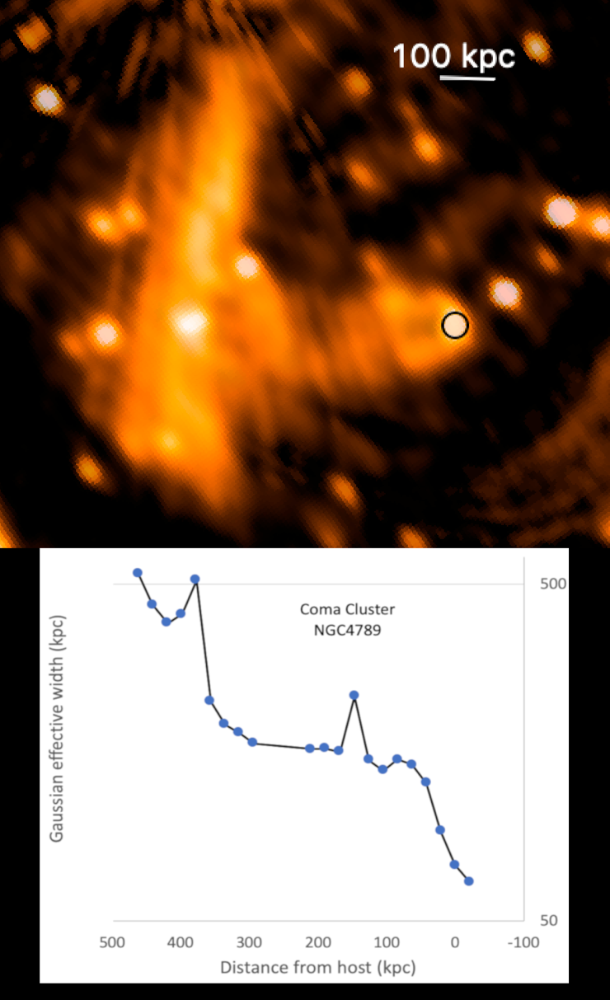 100 kpc
500
Coma Cluster
NGC4789
Gaussian effective width (kpc)
50
500 400 300 200 100 0 -100
Distance from host (kpc)